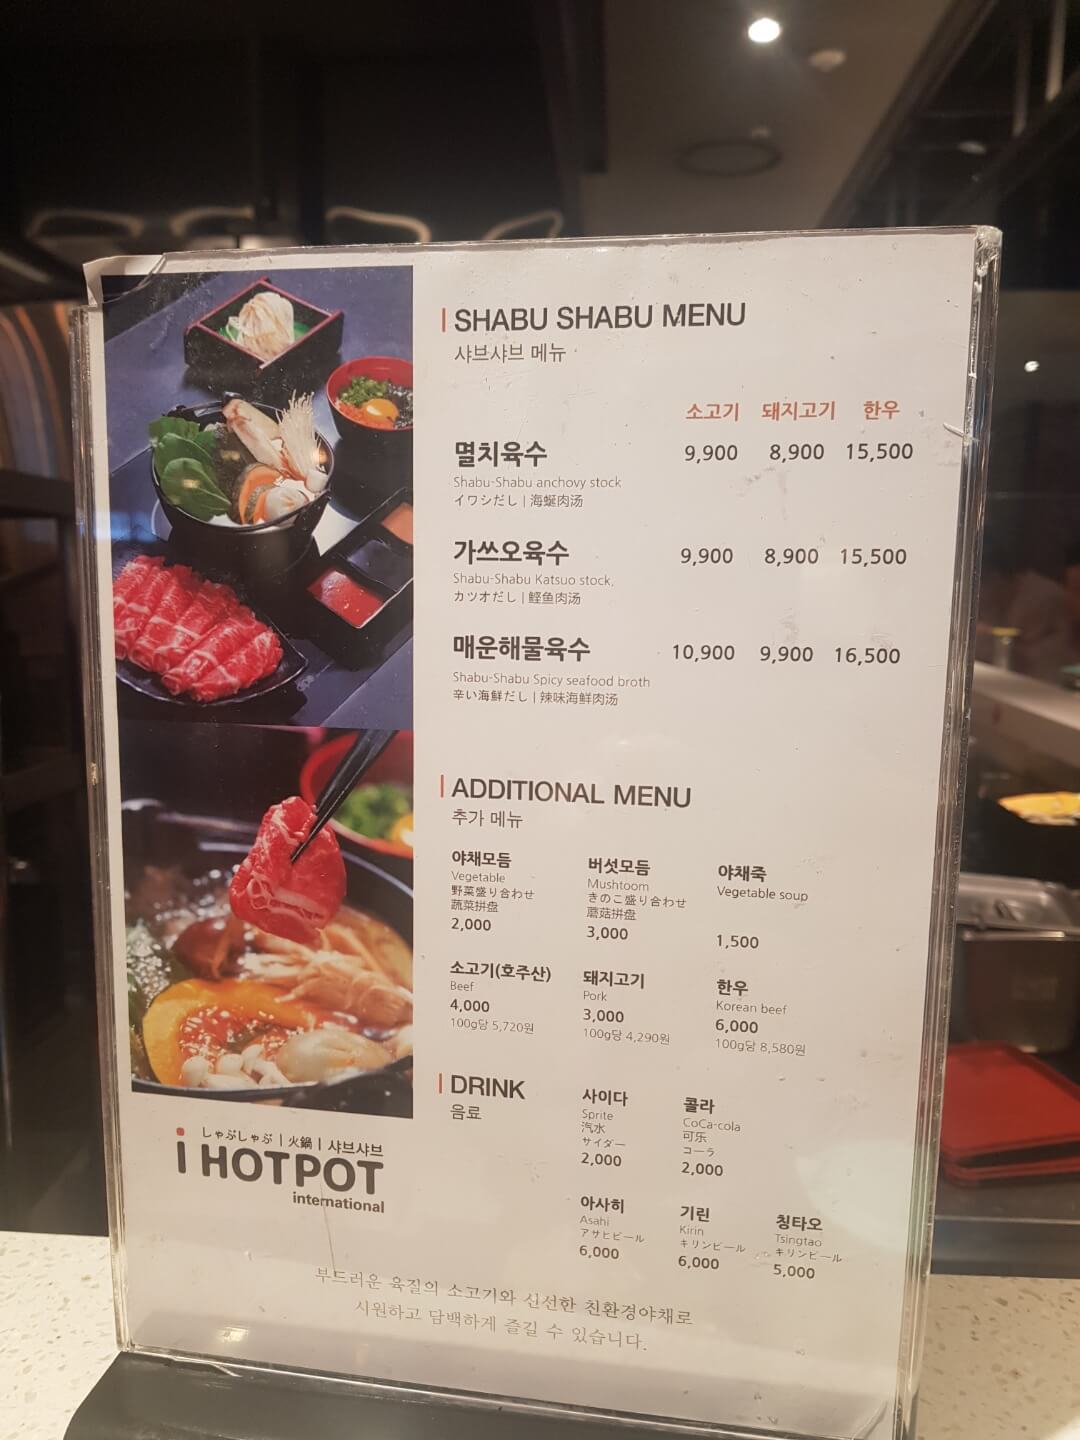 SHABU SHABU MENU
샤브샤브 메뉴
소고기 돼지고기 한우
멸치육수 9,900 8,900 15,500
Shabu-Shabu anchovy stock
イワシだし | 海蜒肉汤
가쓰오육수 9,900 8,900 15,500
Shabu-Shabu Katsuo stock,
カツオだし | 鲣鱼肉汤
매운해물육수 10,900 9,900 16,500
Shabu-Shabu Spicy seafood broth
辛い海鮮だし | 辣味海鲜肉汤
ADDITIONAL MENU
추가 메뉴
야채모듬
Vegetable
野菜盛り合わせ
蔬菜拼盘
2,000
버섯모듬
Mushtoom
きのこ盛り合わせ
蘑菇拼盘
3,000
야채죽
Vegetable soup
1,500
소고기(호주산)
Beef
4,000
100g당 5,720원
돼지고기
Pork
3,000
100g당 4,290원
한우
Korean beef
6,000
100g당 8,580원
DRINK
음료
사이다
Sprite
汽水
サイダー
2,000
콜라
CoCa-cola
可乐
コーラ
2,000
아사히
Asahi
アサヒビール
6,000
기린
Kirin
キリンビール
6,000
칭타오
Tsingtao
キリンビール
5,000
しゃぶしゃぶ | 火鍋 | 샤브샤브
i HOTPOT
international
부드러운 육질의 소고기와 신선한 친환경야채로
시원하고 담백하게 즐길 수 있습니다.